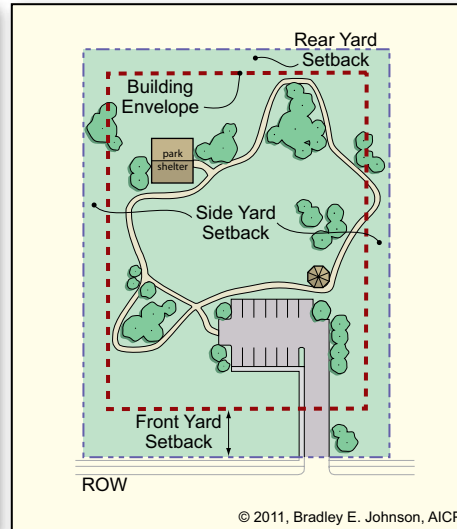 Rear Yard
Setback
Building
Envelope
park
shelter
Side Yard
Setback
Front Yard
Setback
ROW
© 2011, Bradley E. Johnson, AICP